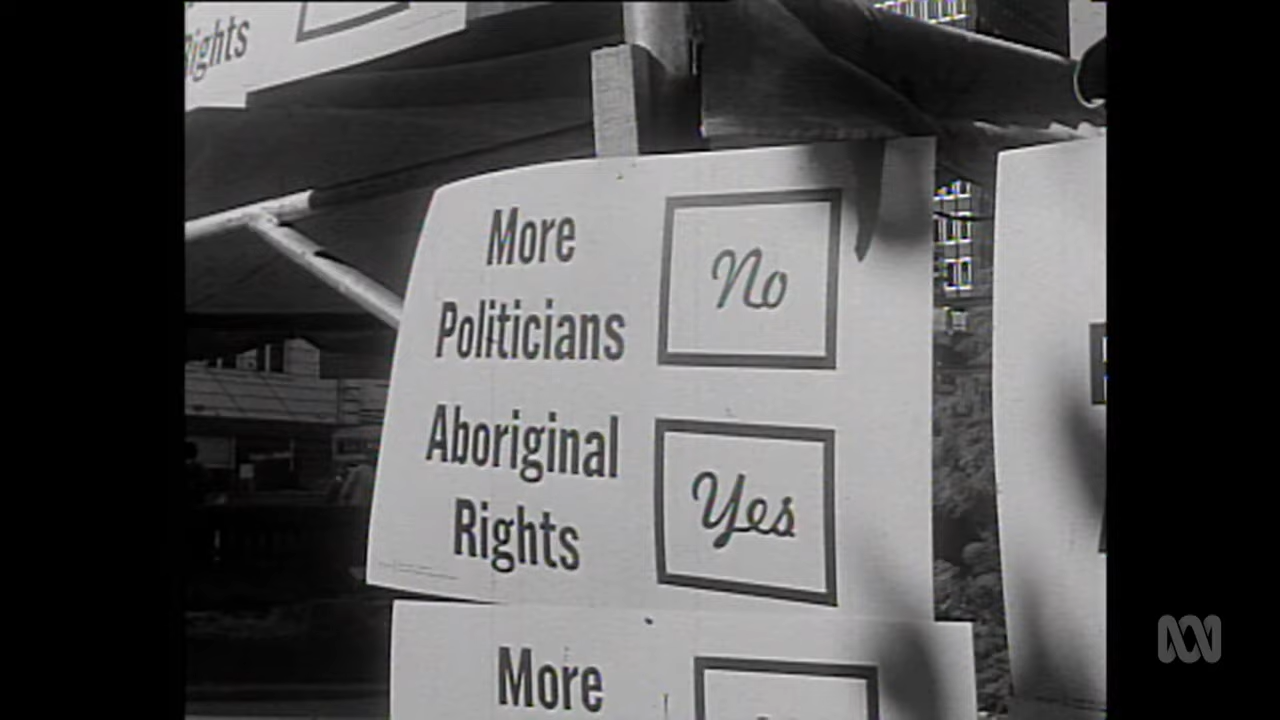 Rights
More
No
Politicians
Aboriginal
Yes
Rights
More